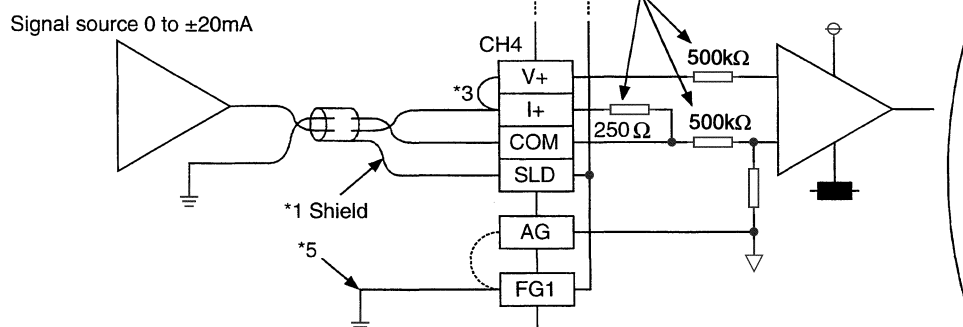 Signal source 0 to ±20mA
CH4
500kΩ
V+
*3
I+
250 Ω
500kΩ
COM
SLD
*1 Shield
AG
*5
FG1